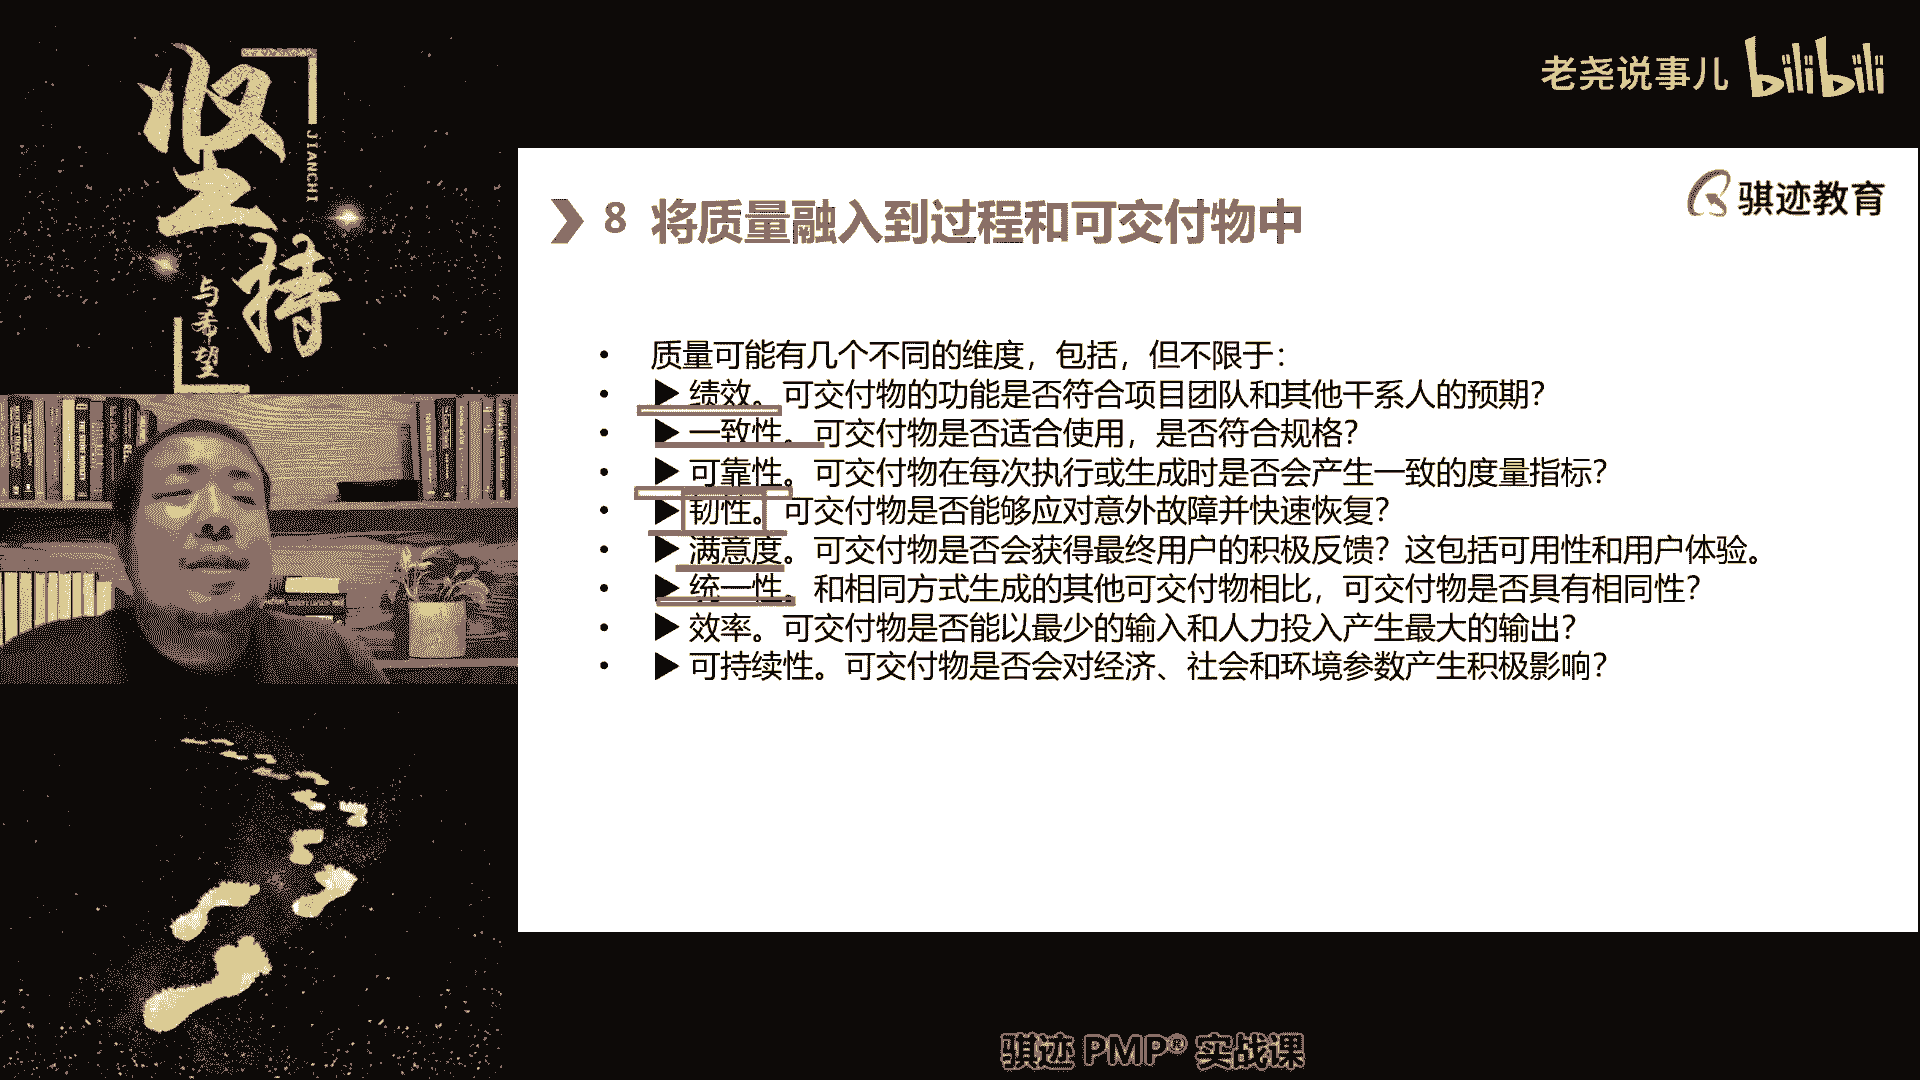 坚持
JIANCHI
与希望
老尧说事儿 bilibili
骐迹教育
8 将质量融入到过程和可交付物中
• 质量可能有几个不同的维度，包括，但不限于：
• ▶ 绩效。可交付物的功能是否符合项目团队和其他干系人的预期？
• ▶ 一致性。可交付物是否适合使用，是否符合规格？
• ▶ 可靠性。可交付物在每次执行或生成时是否会产生一致的度量指标？
• ▶ 韧性。可交付物是否能够应对意外故障并快速恢复？
• ▶ 满意度。可交付物是否会获得最终用户的积极反馈？这包括可用性和用户体验。
• ▶ 统一性。和相同方式生成的其他可交付物相比，可交付物是否具有相同性？
• ▶ 效率。可交付物是否能以最少的输入和人力投入产生最大的输出？
• ▶ 可持续性。可交付物是否会对经济、社会和环境参数产生积极影响？
骐迹 PMP® 实战课